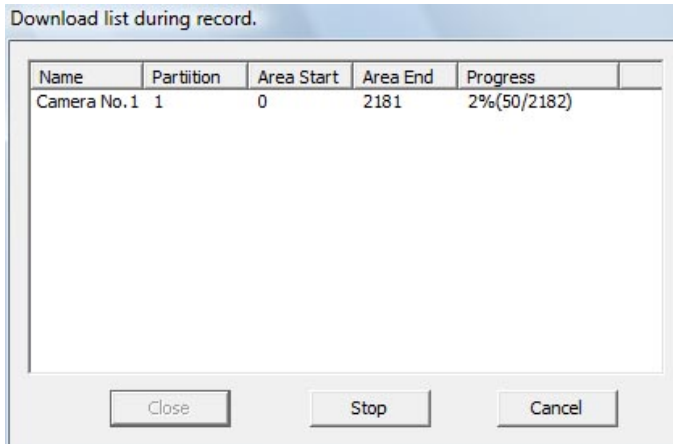 Download list during record.
Name Partiition Area Start Area End Progress
Camera No.1 1 0 2181 2%(50/2182)
Close Stop Cancel